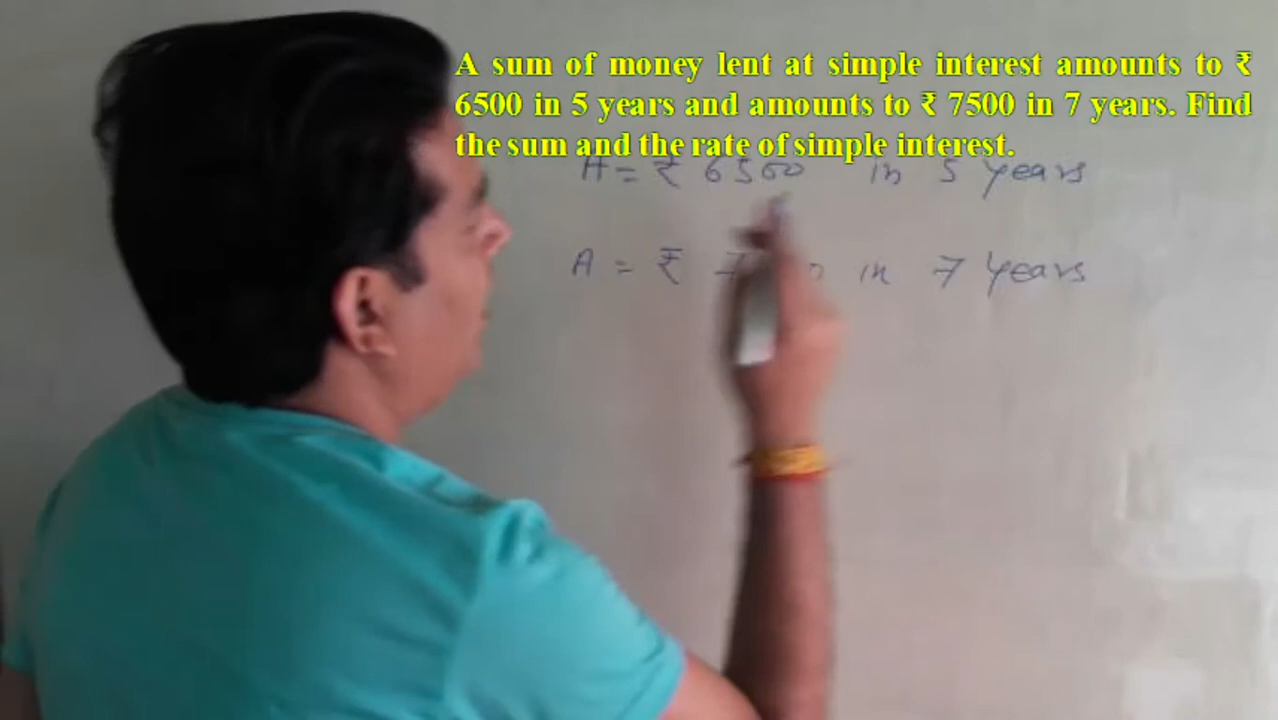 A sum of money lent at simple interest amounts to ₹
6500 in 5 years and amounts to ₹ 7500 in 7 years. Find
the sum and the rate of simple interest.
A = ₹ 6500 in 5 years
A = ₹ in 7 years